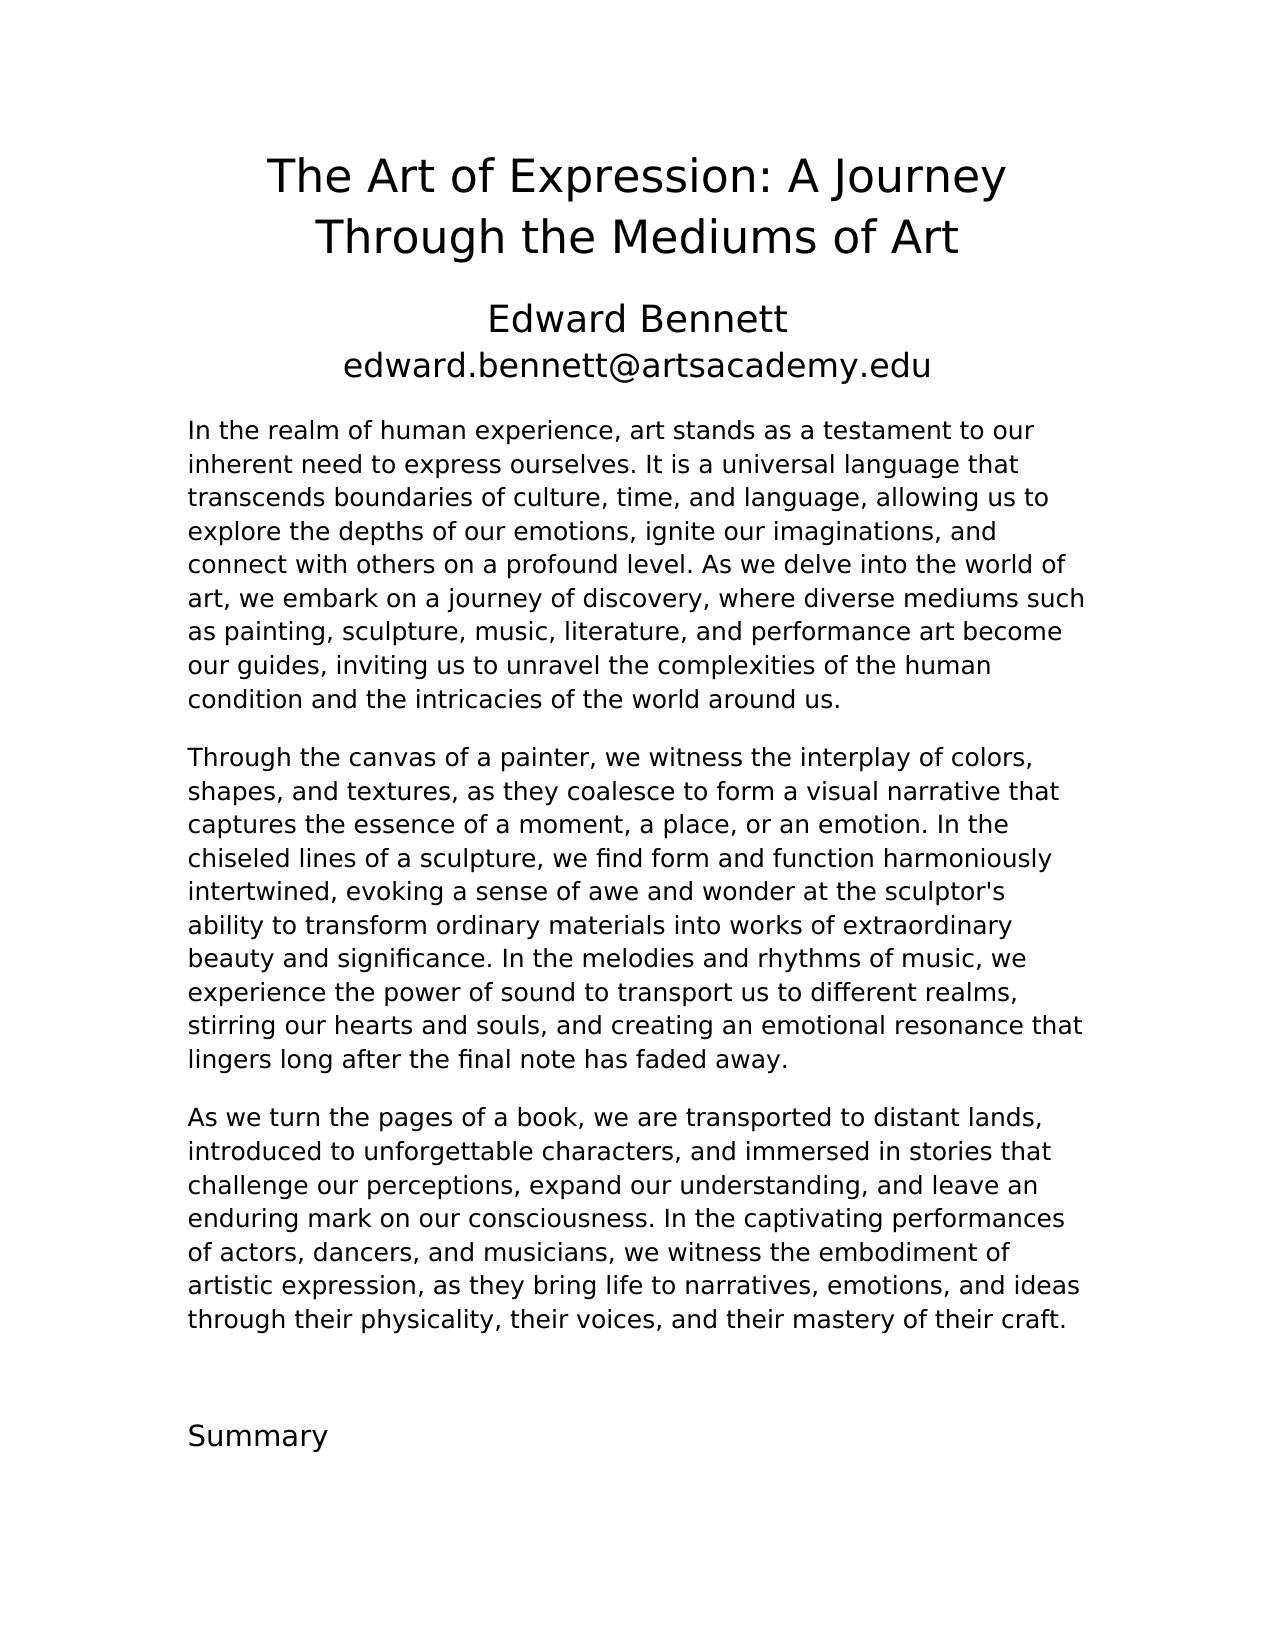 The Art of Expression: A Journey
Through the Mediums of Art
Edward Bennett
edward.bennett@artsacademy.edu
In the realm of human experience, art stands as a testament to our
inherent need to express ourselves. It is a universal language that
transcends boundaries of culture, time, and language, allowing us to
explore the depths of our emotions, ignite our imaginations, and
connect with others on a profound level. As we delve into the world of
art, we embark on a journey of discovery, where diverse mediums such
as painting, sculpture, music, literature, and performance art become
our guides, inviting us to unravel the complexities of the human
condition and the intricacies of the world around us.
Through the canvas of a painter, we witness the interplay of colors,
shapes, and textures, as they coalesce to form a visual narrative that
captures the essence of a moment, a place, or an emotion. In the
chiseled lines of a sculpture, we find form and function harmoniously
intertwined, evoking a sense of awe and wonder at the sculptor's
ability to transform ordinary materials into works of extraordinary
beauty and significance. In the melodies and rhythms of music, we
experience the power of sound to transport us to different realms,
stirring our hearts and souls, and creating an emotional resonance that
lingers long after the final note has faded away.
As we turn the pages of a book, we are transported to distant lands,
introduced to unforgettable characters, and immersed in stories that
challenge our perceptions, expand our understanding, and leave an
enduring mark on our consciousness. In the captivating performances
of actors, dancers, and musicians, we witness the embodiment of
artistic expression, as they bring life to narratives, emotions, and ideas
through their physicality, their voices, and their mastery of their craft.
Summary